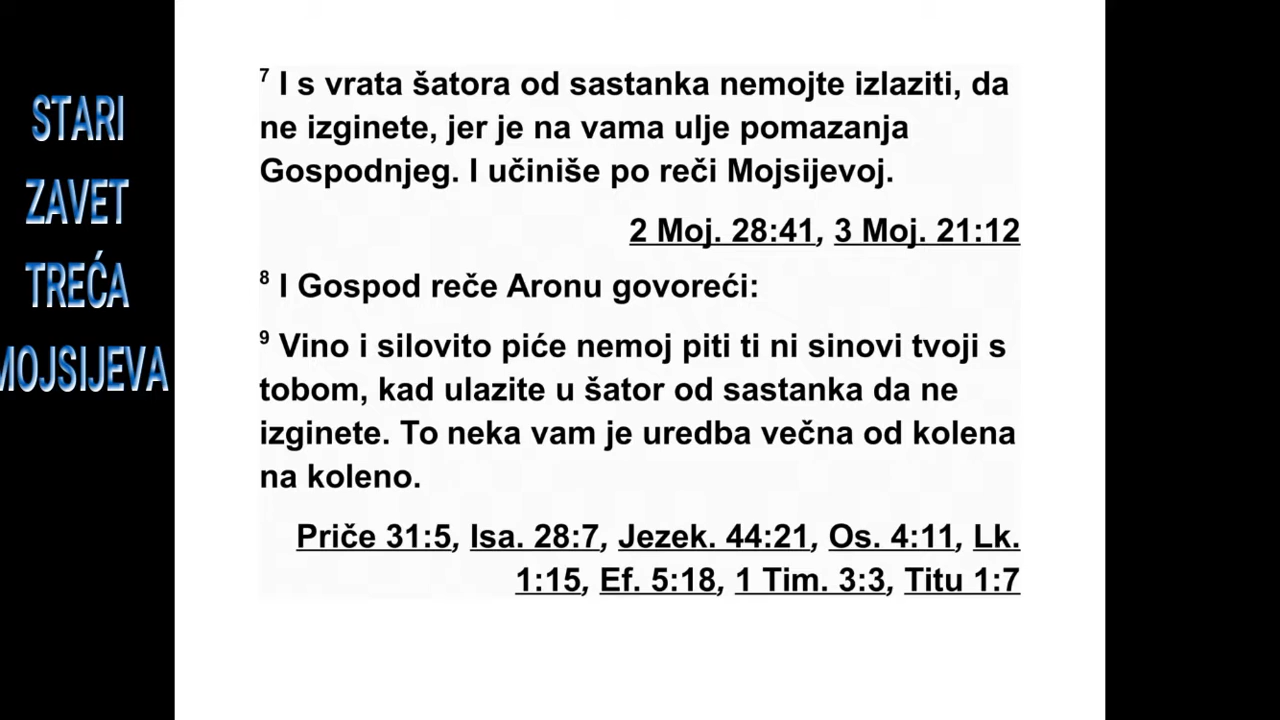 STARI
ZAVET
TREĆA
MOJSIJEVA
7 I s vrata šatora od sastanka nemojte izlaziti, da
ne izginete, jer je na vama ulje pomazanja
Gospodnjeg. I učiniše po reči Mojsijevoj.
2 Moj. 28:41, 3 Moj. 21:12
8 I Gospod reče Aronu govoreći:
9 Vino i silovito piće nemoj piti ti ni sinovi tvoji s
tobom, kad ulazite u šator od sastanka da ne
izginete. To neka vam je uredba večna od kolena
na koleno.
Priče 31:5, Isa. 28:7, Jezek. 44:21, Os. 4:11, Lk.
1:15, Ef. 5:18, 1 Tim. 3:3, Titu 1:7